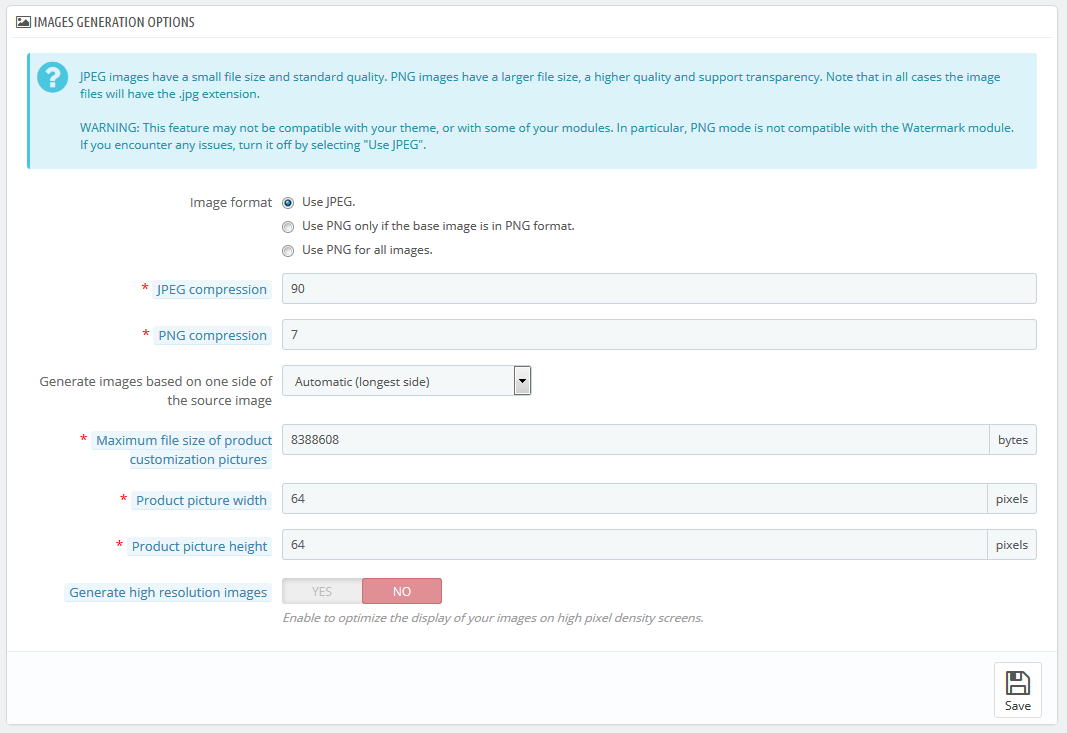 IMAGES GENERATION OPTIONS
?
JPEG images have a small file size and standard quality. PNG images have a larger file size, a higher quality and support transparency. Note that in all cases the image
files will have the .jpg extension.
WARNING: This feature may not be compatible with your theme, or with some of your modules. In particular, PNG mode is not compatible with the Watermark module.
If you encounter any issues, turn it off by selecting "Use JPEG".
Image format Use JPEG.
Use PNG only if the base image is in PNG format.
Use PNG for all images.
* JPEG compression 90
* PNG compression 7
Generate images based on one side of Automatic (longest side)
the source image
* Maximum file size of product 8388608 bytes
customization pictures
* Product picture width 64 pixels
* Product picture height 64 pixels
Generate high resolution images YES NO
Enable to optimize the display of your images on high pixel density screens.
Save